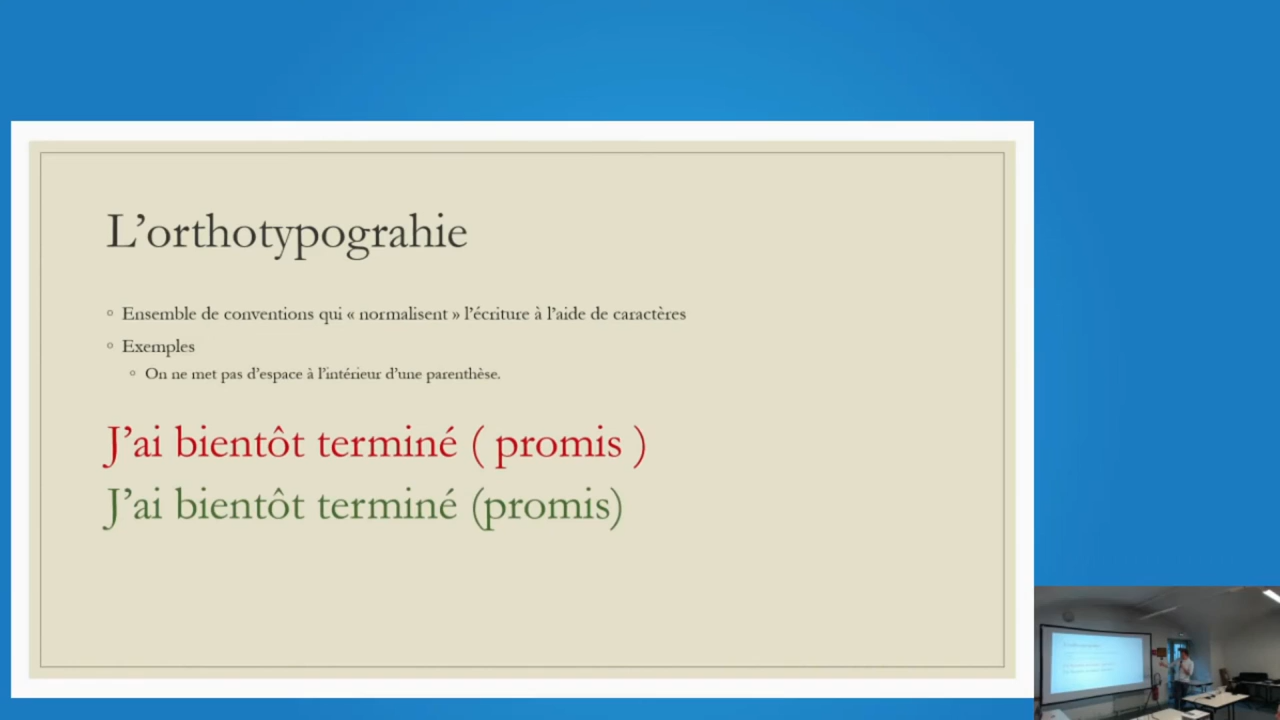 L’orthotypograhie
◦ Ensemble de conventions qui « normalisent » l’écriture à l’aide de caractères
◦ Exemples
◦ On ne met pas d’espace à l’intérieur d’une parenthèse.
J’ai bientôt terminé ( promis )
J’ai bientôt terminé (promis)